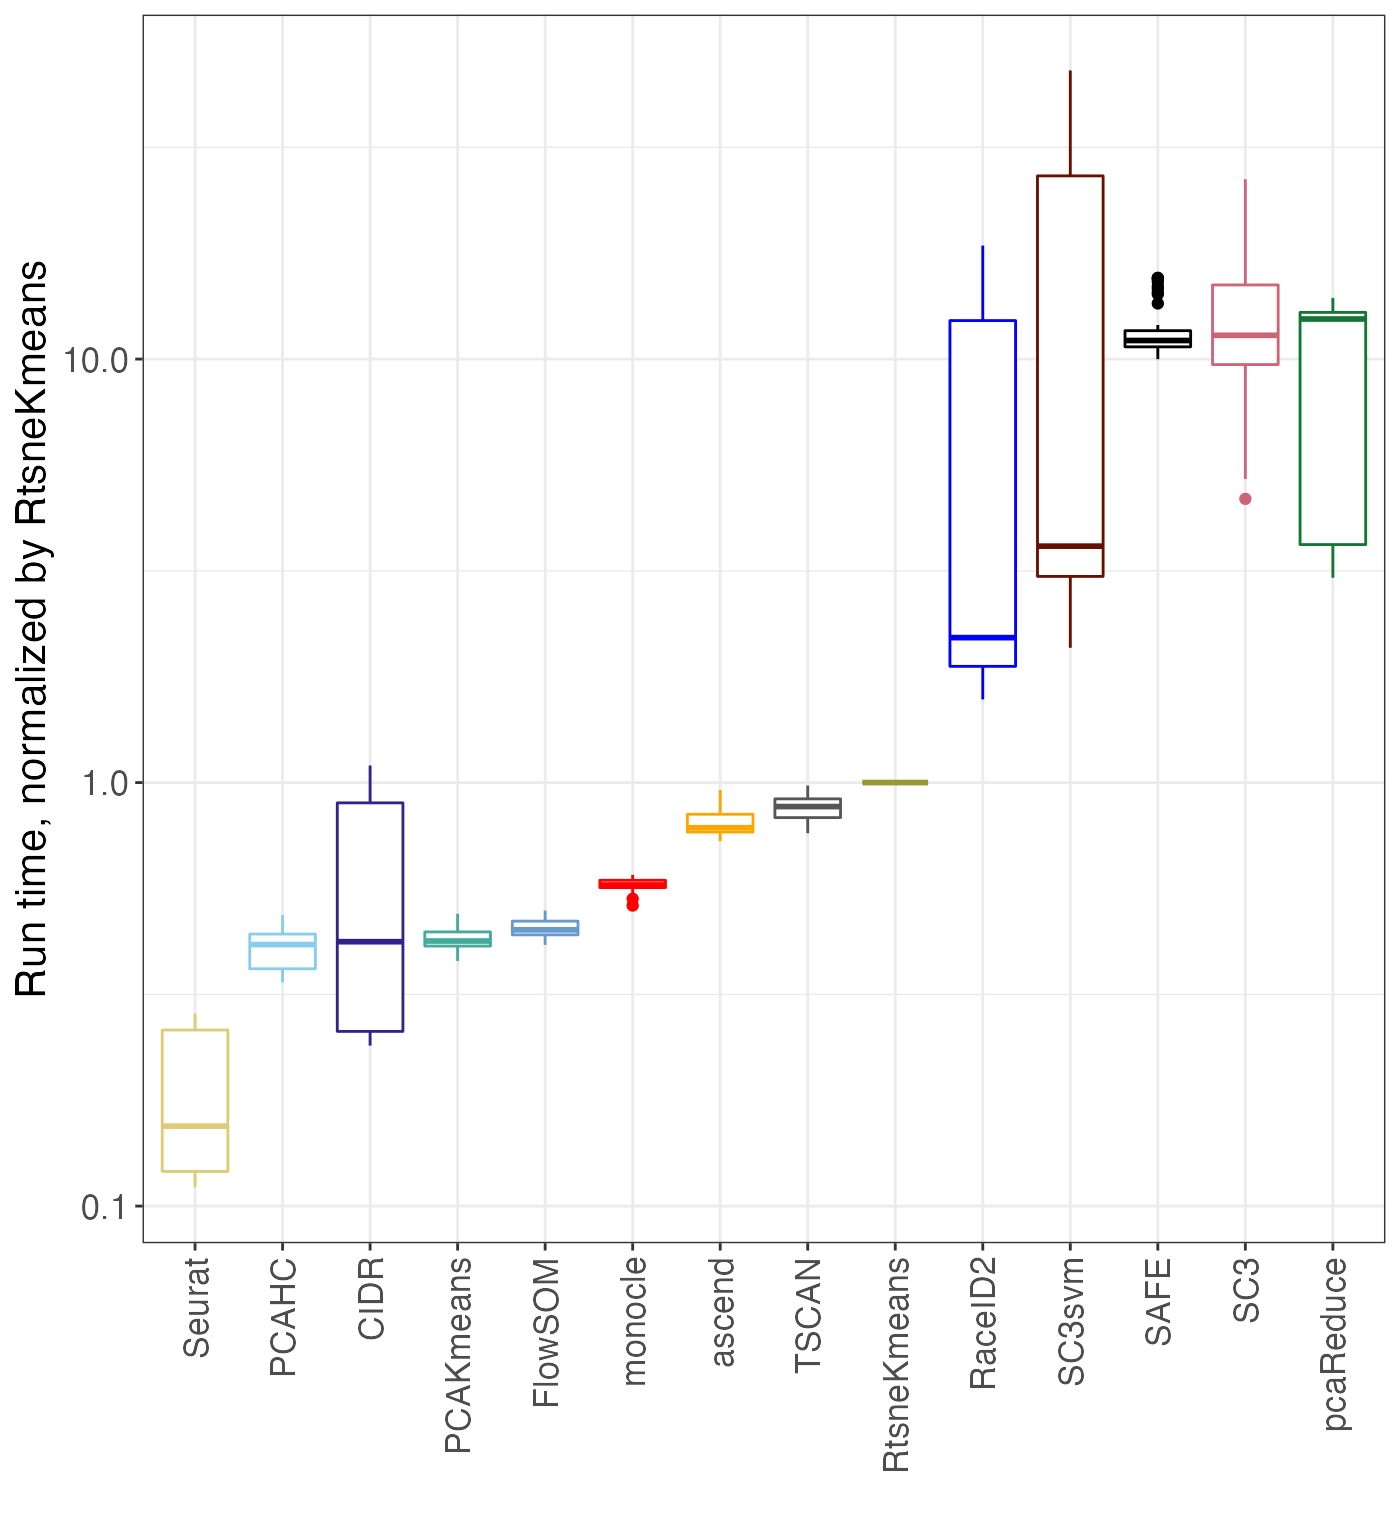 Run time, normalized by RtsneKmeans
10.0
1.0
0.1
Seurat
PCAHC
CIDR
PCAKmeans
FlowSOM
monocle
ascend
TSCAN
RtsneKmeans
RaceID2
SC3svm
SAFE
SC3
pcaReduce